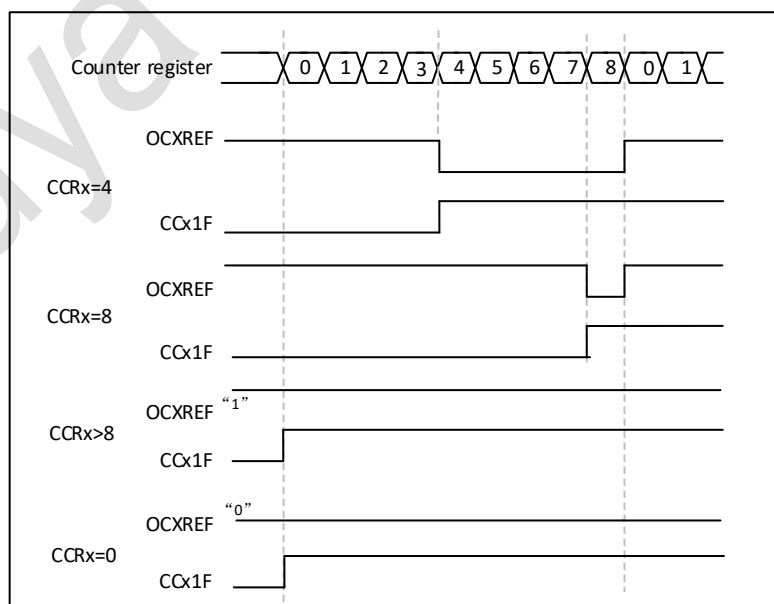 Counter register 0 1 2 3 4 5 6 7 8 0 1
OCXREF
CCRx=4
CCx1F
OCXREF
CCRx=8
CCx1F
OCXREF “1”
CCRx>8
CCx1F
OCXREF “0”
CCRx=0
CCx1F
aya